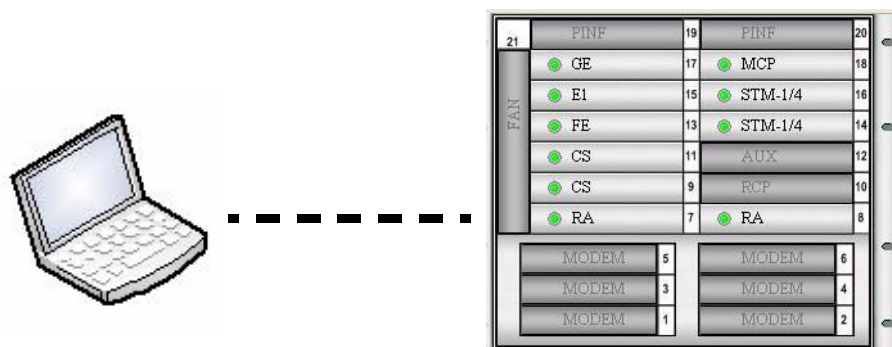 21 PINF 19 PINF 20
GE 17 MCP 18
E1 15 STM-1/4 16
FE 13 STM-1/4 14
CS 11 AUX 12
CS 9 RCP 10
RA 7 RA 8
FAN
MODEM 5 MODEM 6
MODEM 3 MODEM 4
MODEM 1 MODEM 2